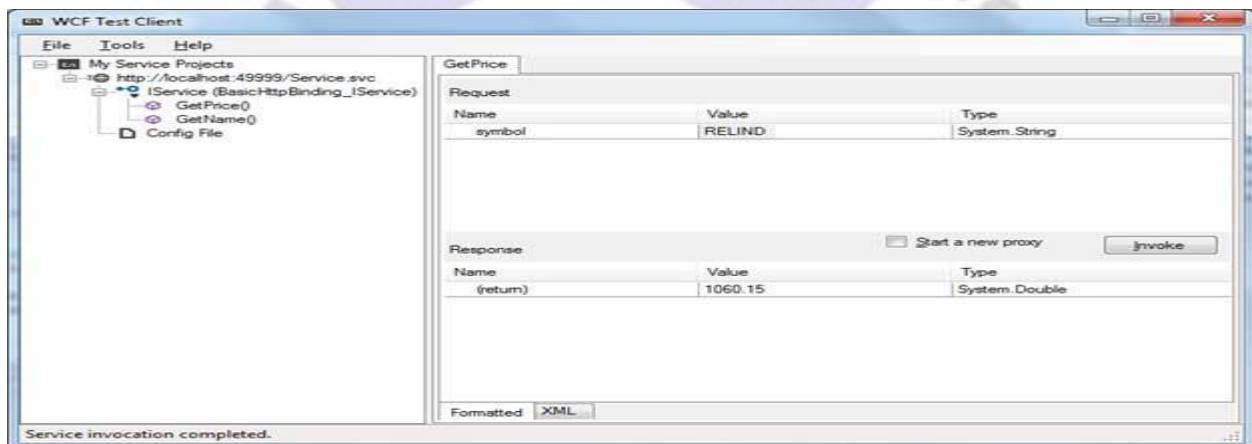 WCF Test Client
File Tools Help
My Service Projects
http://localhost:49999/Service.svc
IService (BasicHttpBinding_IService)
GetPrice()
GetName()
Config File
GetPrice
Request
Name Value Type
symbol RELIND System.String
Response Start a new proxy Invoke
Name Value Type
(return) 1060.15 System.Double
Formatted XML
Service invocation completed.